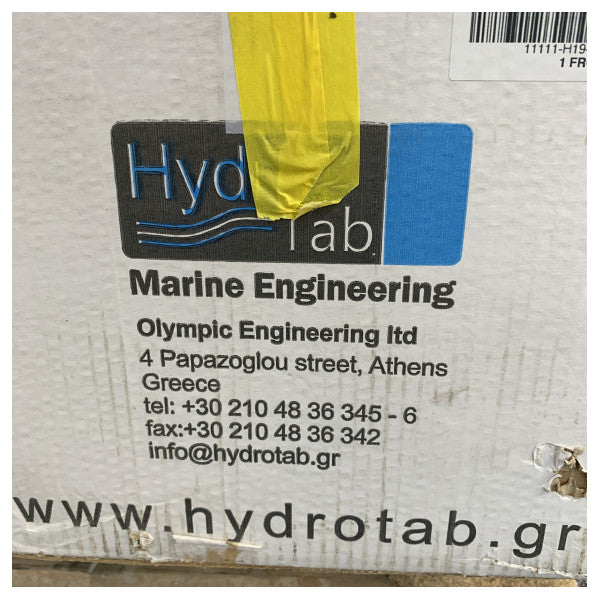 11111-H19
1 FR
Hyd
Tab
Marine Engineering
Olympic Engineering ltd
4 Papazoglou street, Athens
Greece
tel: +30 210 48 36 345 - 6
fax:+30 210 48 36 342
info@hydrotab.gr
www.hydrotab.gr